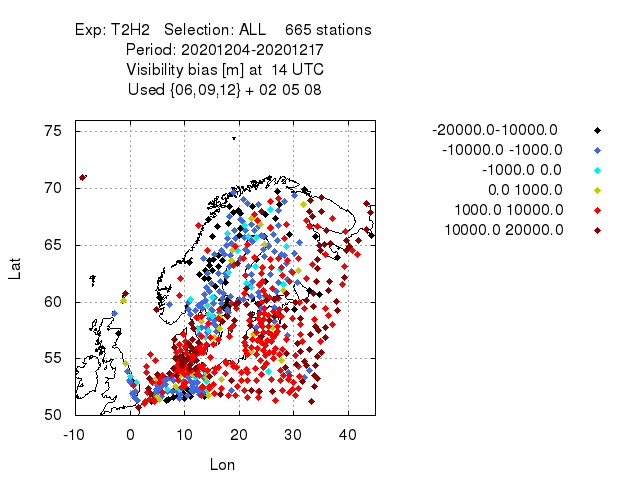 Exp: T2H2 Selection: ALL 665 stations
Period: 20201204-20201217
Visibility bias [m] at 14 UTC
Used {06,09,12} + 02 05 08
-20000.0-10000.0
-10000.0 -1000.0
-1000.0 0.0
0.0 1000.0
1000.0 10000.0
10000.0 20000.0
Lat
75
70
65
60
55
50
-10 0 10 20 30 40
Lon